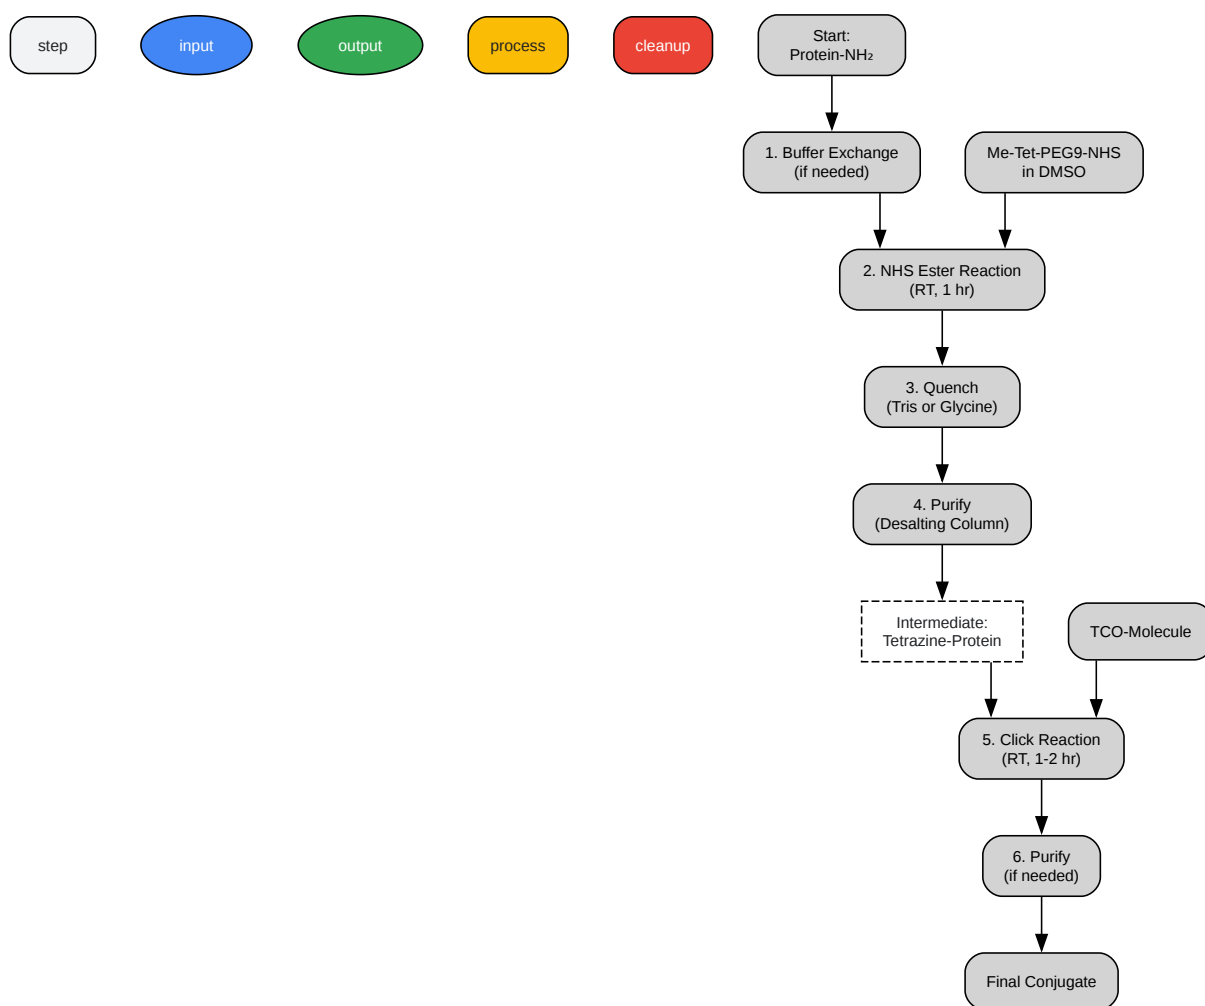 step
input
output
process
cleanup
Start:
Protein-NH₂
1. Buffer Exchange
(if needed)
Me-Tet-PEG9-NHS
in DMSO
2. NHS Ester Reaction
(RT, 1 hr)
3. Quench
(Tris or Glycine)
4. Purify
(Desalting Column)
Intermediate:
Tetrazine-Protein
TCO-Molecule
5. Click Reaction
(RT, 1-2 hr)
6. Purify
(if needed)
Final Conjugate